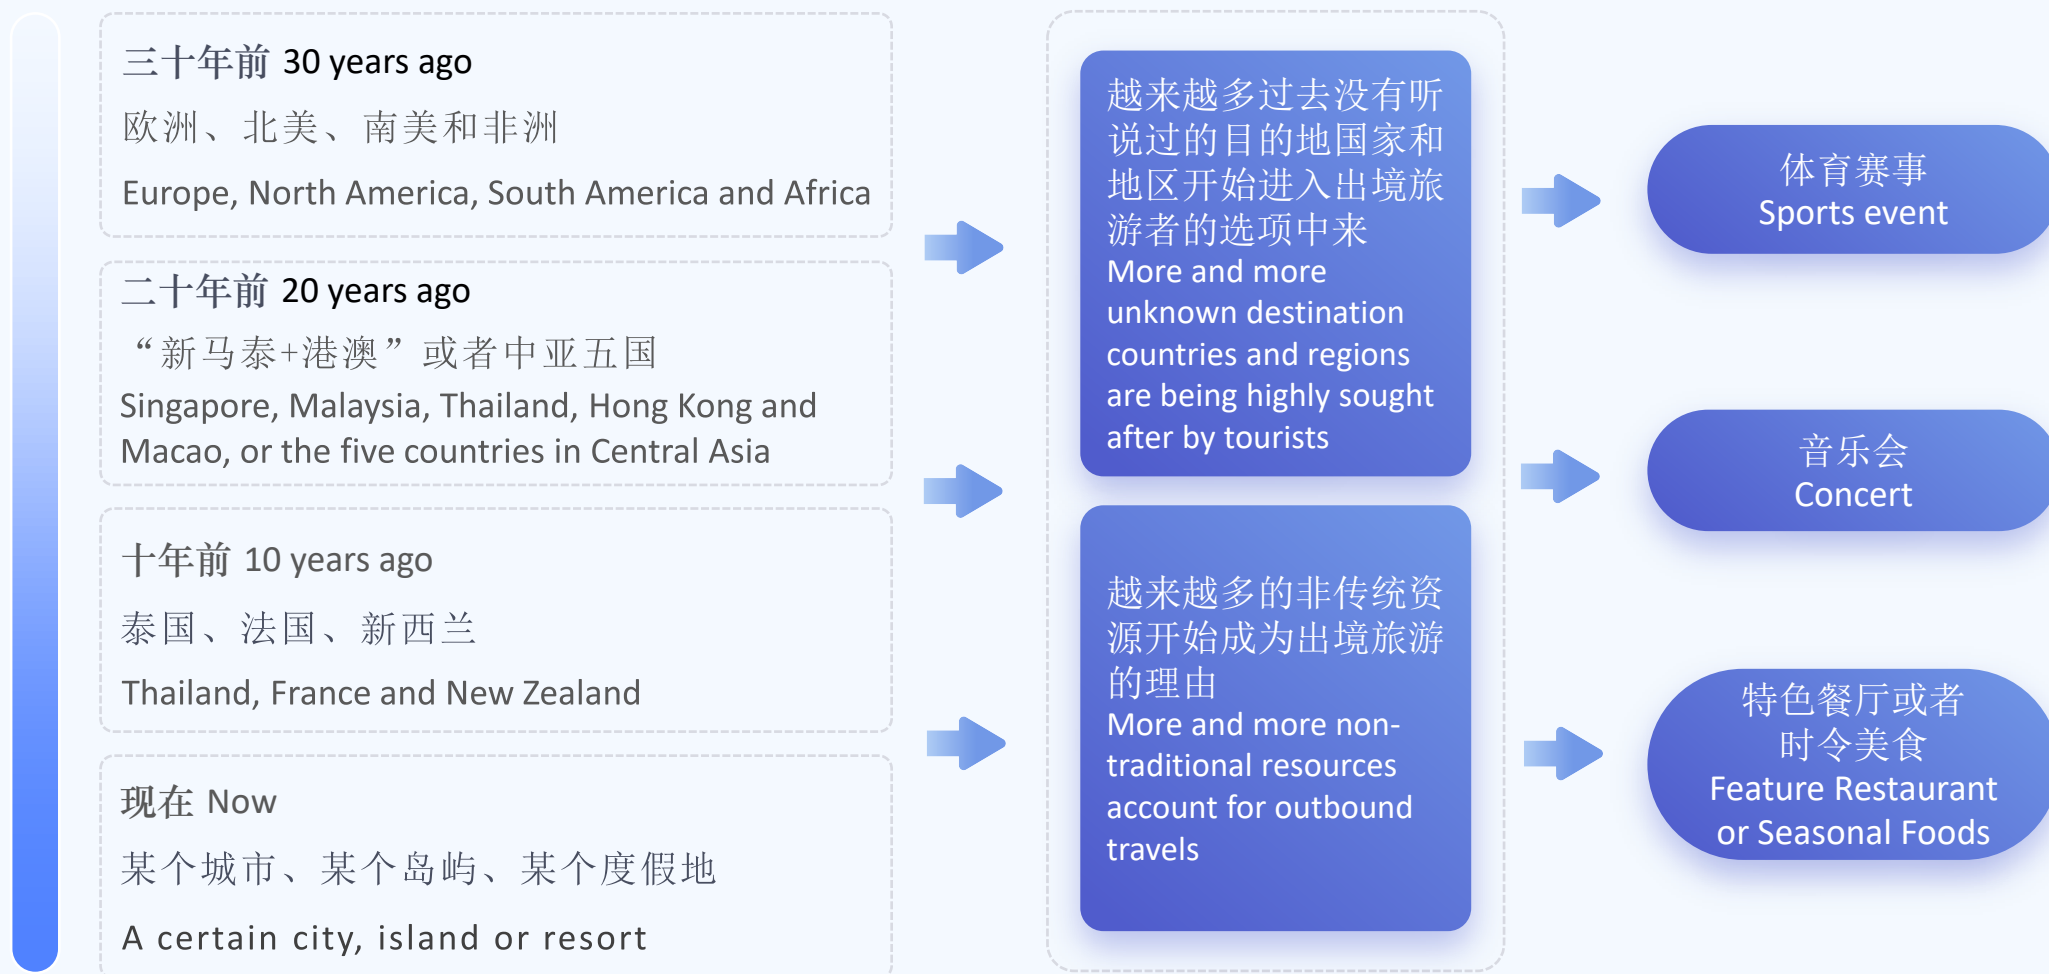 三十年前 30 years ago
欧洲、北美、南美和非洲
Europe, North America, South America and Africa
二十年前 20 years ago
“新马泰+港澳”或者中亚五国
Singapore, Malaysia, Thailand, Hong Kong and
Macao, or the five countries in Central Asia
十年前 10 years ago
泰国、法国、新西兰
Thailand, France and New Zealand
现在 Now
某个城市、某个岛屿、某个度假地
A certain city, island or resort
越来越多过去没有听
说过的目的地国家和
地区开始进入出境旅
游者的选项中来
More and more
unknown destination
countries and regions
are being highly sought
after by tourists
越来越多的非传统资
源开始成为出境旅游
的理由
More and more non-
traditional resources
account for outbound
travels
体育赛事
Sports event
音乐会
Concert
特色餐厅或者
时令美食
Feature Restaurant
or Seasonal Foods